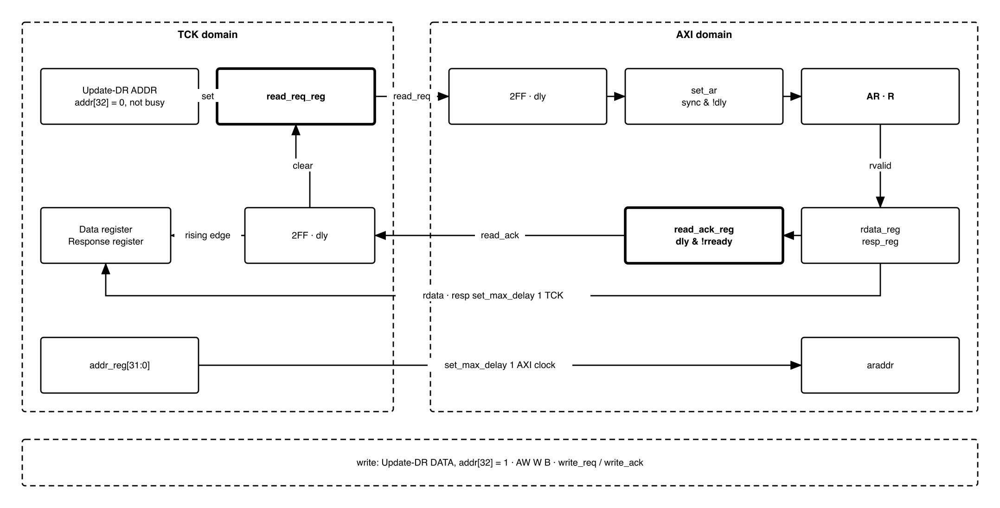 TCK domain
AXI domain
Update-DR ADDR
addr[32] = 0, not busy
set
read_req_reg
read_req
2FF · dly
set_ar
sync & !dly
AR · R
clear
rvalid
Data register
Response register
rising edge
2FF · dly
read_ack
read_ack_reg
dly & !rready
rdata_reg
resp_reg
rdata · resp set_max_delay 1 TCK
addr_reg[31:0]
set_max_delay 1 AXI clock
araddr
write: Update-DR DATA, addr[32] = 1 · AW W B · write_req / write_ack